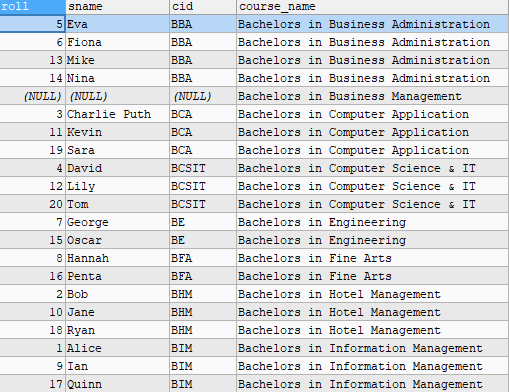 roll sname cid course_name
5 Eva BBA Bachelors in Business Administration
6 Fiona BBA Bachelors in Business Administration
13 Mike BBA Bachelors in Business Administration
14 Nina BBA Bachelors in Business Administration
(NULL) (NULL) (NULL) Bachelors in Business Management
3 Charlie Puth BCA Bachelors in Computer Application
11 Kevin BCA Bachelors in Computer Application
19 Sara BCA Bachelors in Computer Application
4 David BCSIT Bachelors in Computer Science & IT
12 Lily BCSIT Bachelors in Computer Science & IT
20 Tom BCSIT Bachelors in Computer Science & IT
7 George BE Bachelors in Engineering
15 Oscar BE Bachelors in Engineering
8 Hannah BFA Bachelors in Fine Arts
16 Penta BFA Bachelors in Fine Arts
2 Bob BHM Bachelors in Hotel Management
10 Jane BHM Bachelors in Hotel Management
18 Ryan BHM Bachelors in Hotel Management
1 Alice BIM Bachelors in Information Management
9 Ian BIM Bachelors in Information Management
17 Quinn BIM Bachelors in Information Management